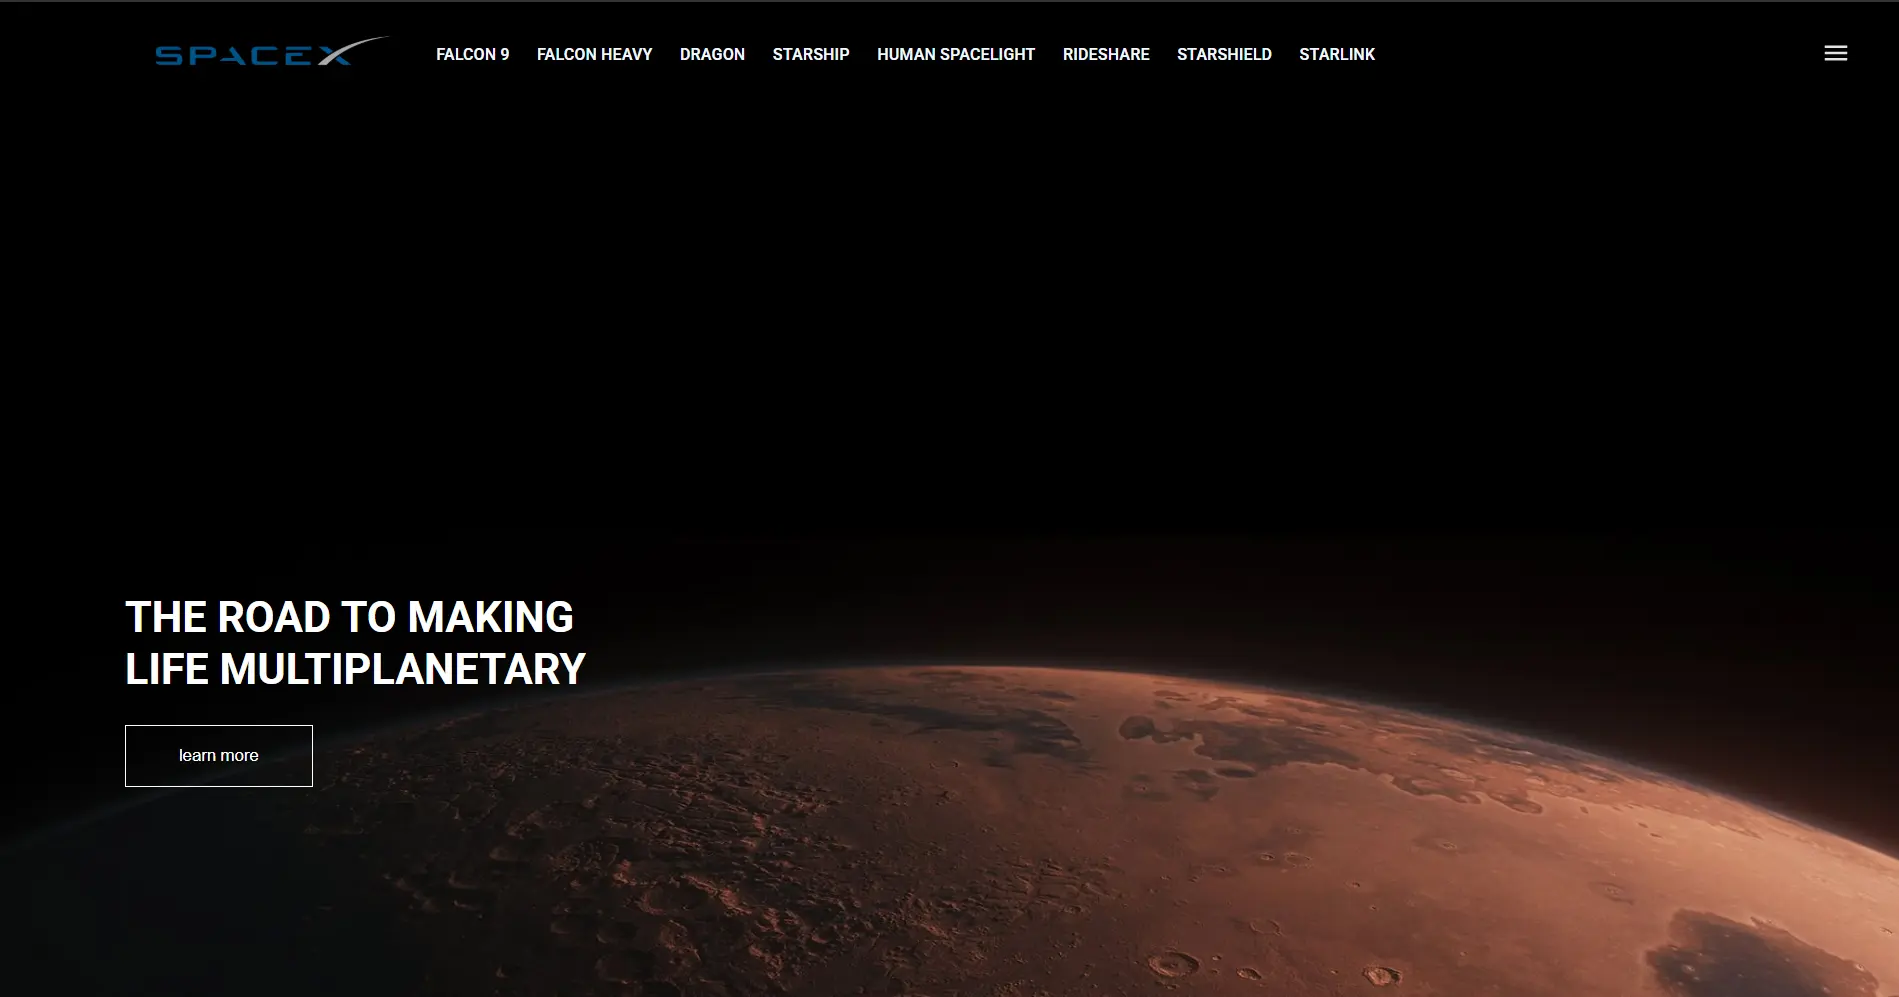 SPACEX
FALCON 9 FALCON HEAVY DRAGON STARSHIP HUMAN SPACELIGHT RIDESHARE STARSHIELD STARLINK
THE ROAD TO MAKING
LIFE MULTIPLANETARY
learn more